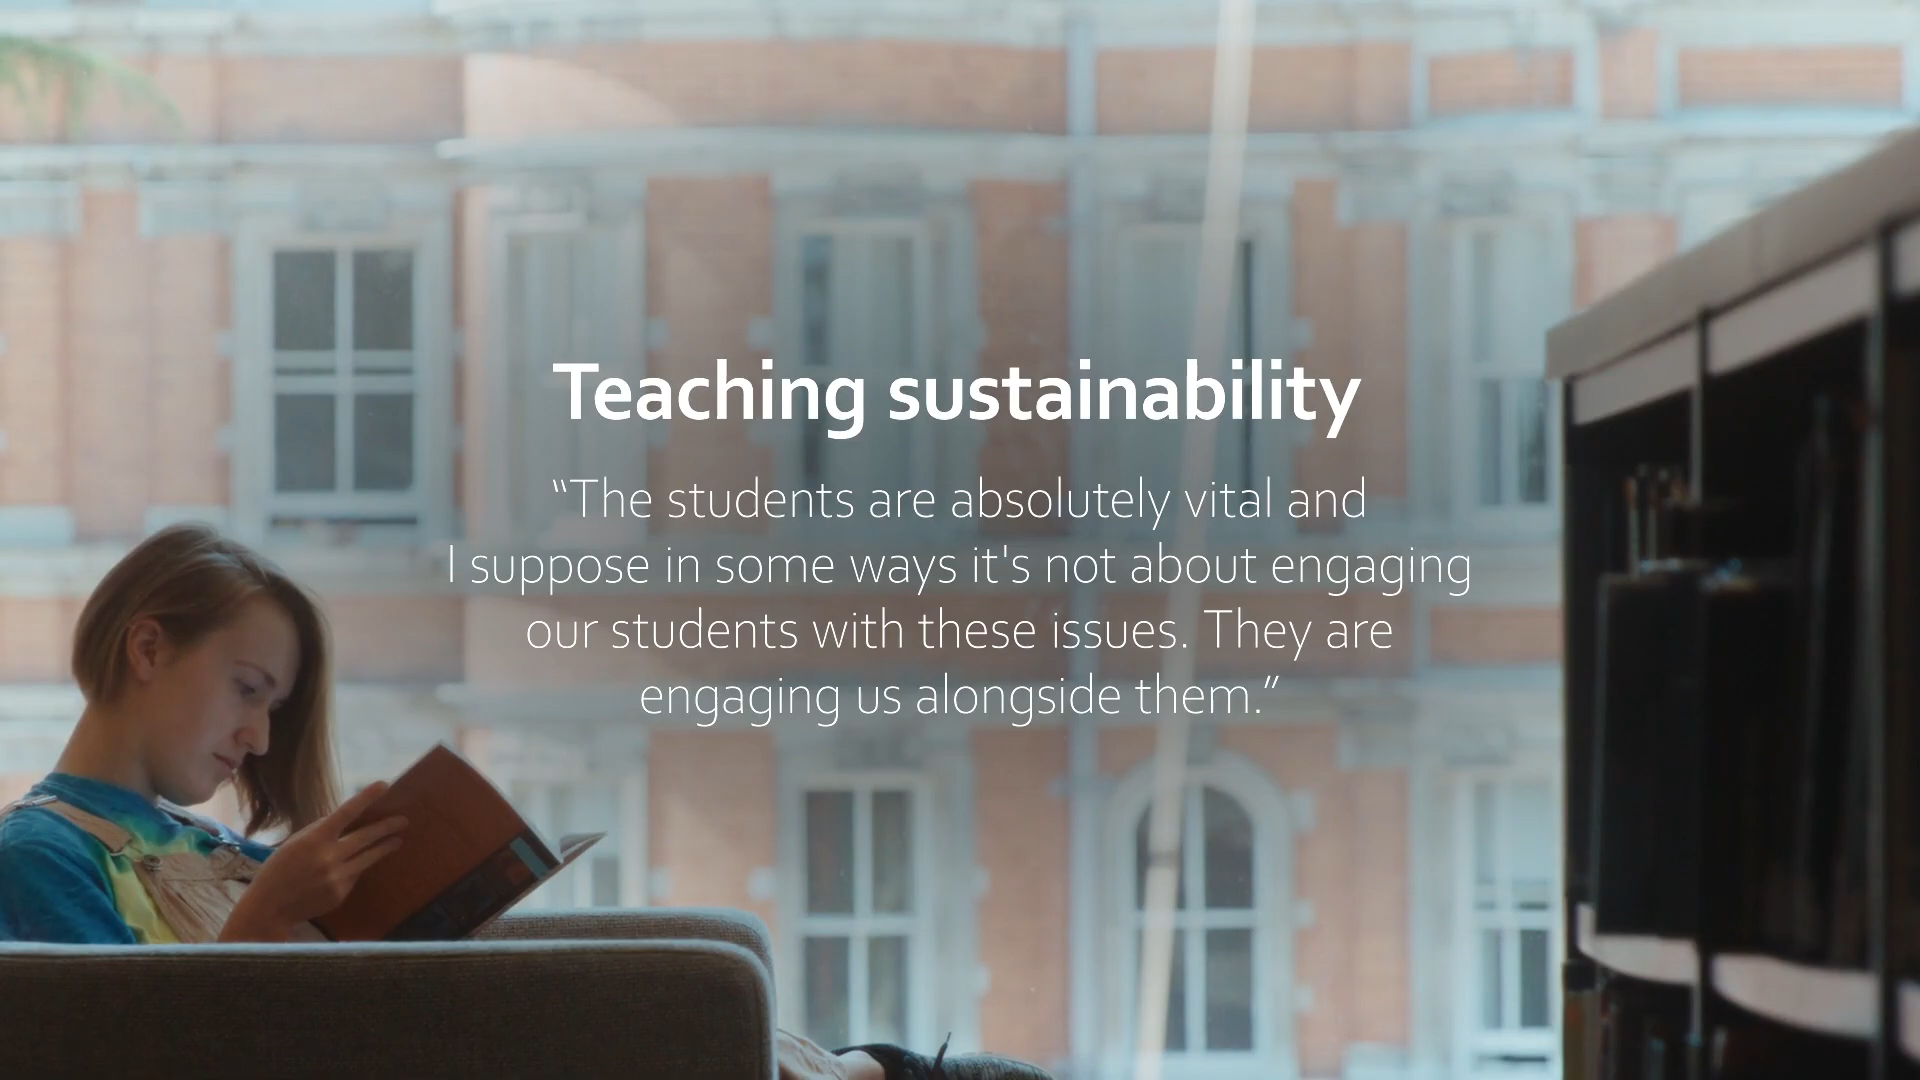 Teaching sustainability
“The students are absolutely vital and
I suppose in some ways it's not about engaging
our students with these issues. They are
engaging us alongside them.”